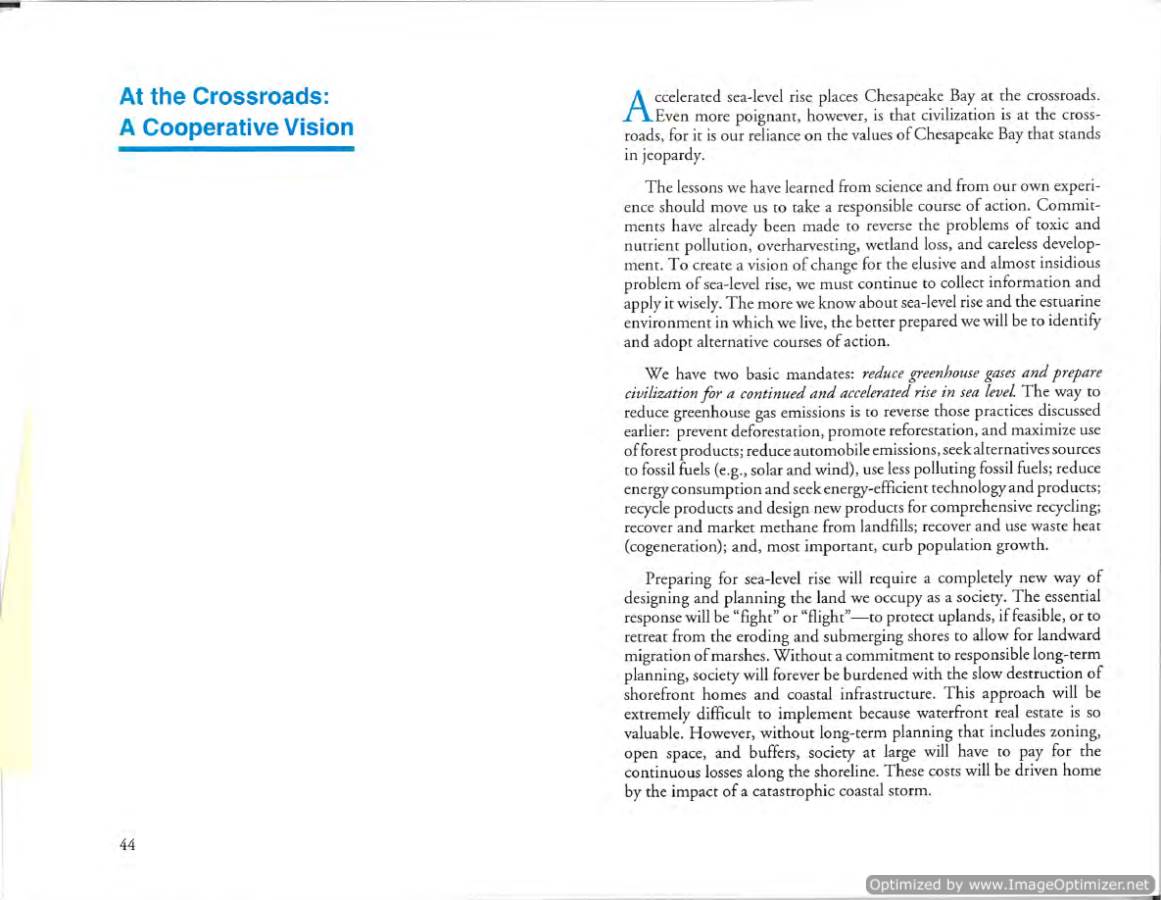 At the Crossroads:
A Cooperative Vision
Accelerated sea-level rise places Chesapeake Bay at the crossroads.
Even more poignant, however, is that civilization is at the cross-
roads, for it is our reliance on the values of Chesapeake Bay that stands
in jeopardy.
The lessons we have learned from science and from our own experi-
ence should move us to take a responsible course of action. Commit-
ments have already been made to reverse the problems of toxic and
nutrient pollution, overharvesting, wetland loss, and careless develop-
ment. To create a vision of change for the elusive and almost insidious
problem of sea-level rise, we must continue to collect information and
apply it wisely. The more we know about sea-level rise and the estuarine
environment in which we live, the better prepared we will be to identify
and adopt alternative courses of action.
We have two basic mandates: reduce greenhouse gases and prepare
civilization for a continued and accelerated rise in sea level. The way to
reduce greenhouse gas emissions is to reverse those practices discussed
earlier: prevent deforestation, promote reforestation, and maximize use
of forest products; reduce automobile emissions, seek alternatives sources
to fossil fuels (e.g., solar and wind), use less polluting fossil fuels; reduce
energy consumption and seek energy-efficient technology and products;
recycle products and design new products for comprehensive recycling;
recover and market methane from landfills; recover and use waste heat
(cogeneration); and, most important, curb population growth.
Preparing for sea-level rise will require a completely new way of
designing and planning the land we occupy as a society. The essential
response will be “fight” or “flight”—to protect uplands, if feasible, or to
retreat from the eroding and submerging shores to allow for landward
migration of marshes. Without a commitment to responsible long-term
planning, society will forever be burdened with the slow destruction of
shorefront homes and coastal infrastructure. This approach will be
extremely difficult to implement because waterfront real estate is so
valuable. However, without long-term planning that includes zoning,
open space, and buffers, society at large will have to pay for the
continuous losses along the shoreline. These costs will be driven home
by the impact of a catastrophic coastal storm.
44
Optimized by www.ImageOptimizer.net